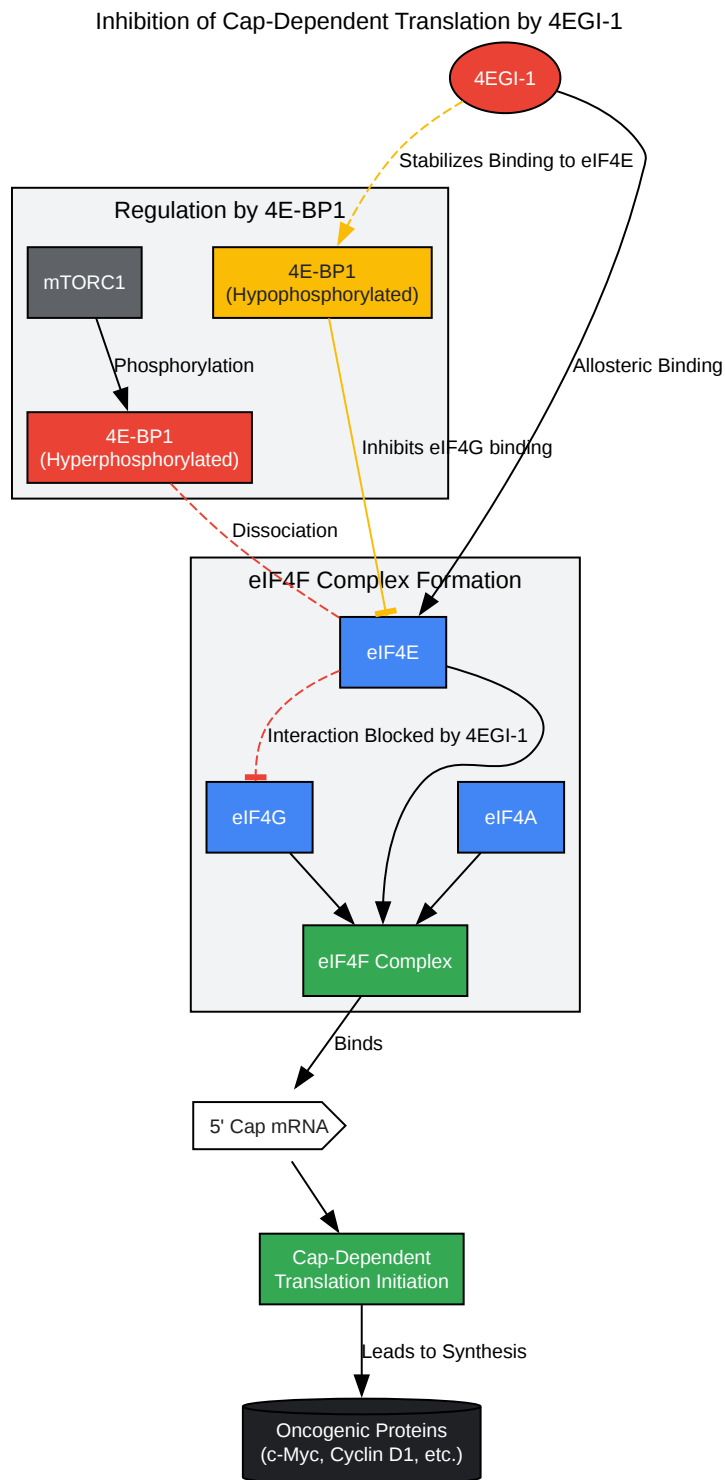 Inhibition of Cap-Dependent Translation by 4EGI-1
4EGI-1
Stabilizes Binding to eIF4E
Regulation by 4E-BP1
mTORC1
4E-BP1
(Hypophosphorylated)
Phosphorylation
Allosteric Binding
4E-BP1
(Hyperphosphorylated)
Inhibits eIF4G binding
Dissociation
eIF4F Complex Formation
eIF4E
Interaction Blocked by 4EGI-1
eIF4G
eIF4A
eIF4F Complex
Binds
5' Cap mRNA
Cap-Dependent
Translation Initiation
Leads to Synthesis
Oncogenic Proteins
(c-Myc, Cyclin D1, etc.)